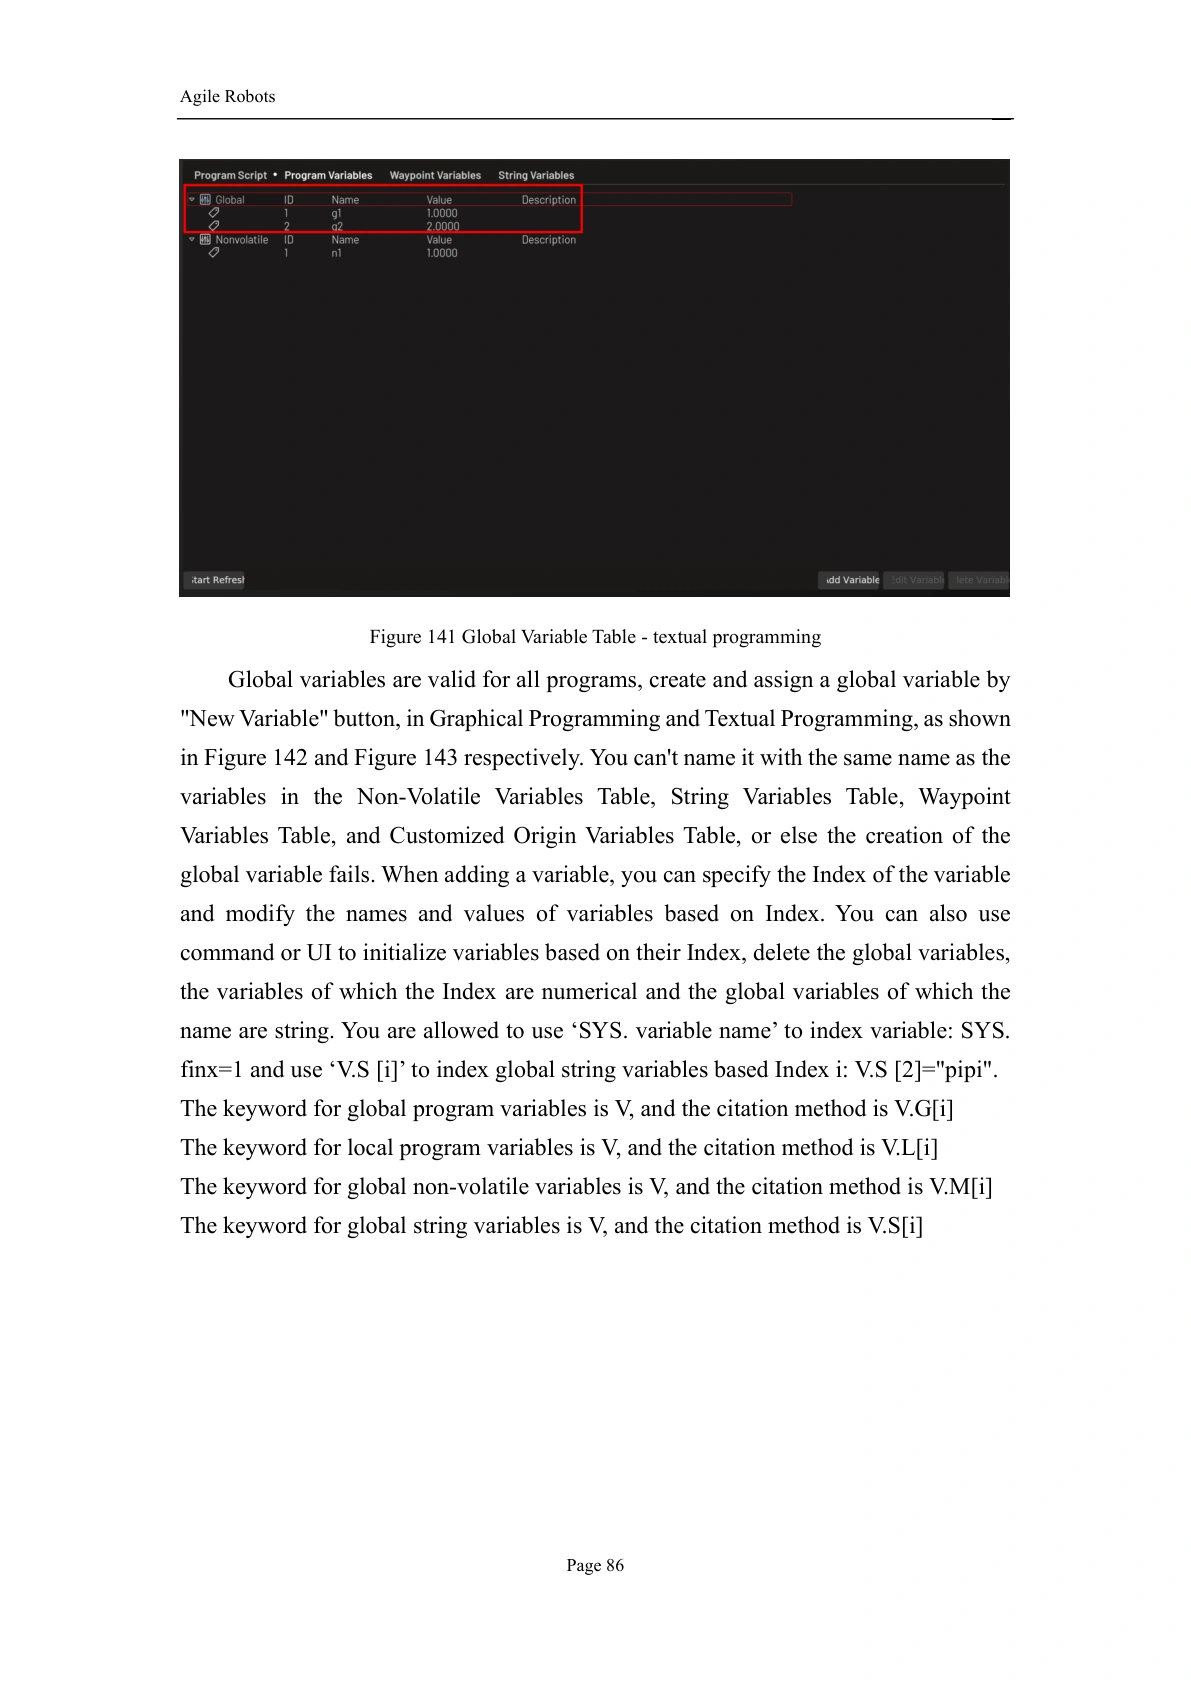 Agile Robots
Program Script • Program Variables Waypoint Variables String Variables
Global ID Name Value Description
1 g1 1.0000
2 g2 2.0000
Nonvolatile ID Name Value Description
1 n1 1.0000
tart Refresh dd Variable dit Variable lete Variable
Figure 141 Global Variable Table - textual programming
Global variables are valid for all programs, create and assign a global variable by
"New Variable" button, in Graphical Programming and Textual Programming, as shown
in Figure 142 and Figure 143 respectively. You can't name it with the same name as the
variables in the Non-Volatile Variables Table, String Variables Table, Waypoint
Variables Table, and Customized Origin Variables Table, or else the creation of the
global variable fails. When adding a variable, you can specify the Index of the variable
and modify the names and values of variables based on Index. You can also use
command or UI to initialize variables based on their Index, delete the global variables,
the variables of which the Index are numerical and the global variables of which the
name are string. You are allowed to use ‘SYS. variable name’ to index variable: SYS.
finx=1 and use ‘V.S [i]’ to index global string variables based Index i: V.S [2]="pipi".
The keyword for global program variables is V, and the citation method is V.G[i]
The keyword for local program variables is V, and the citation method is V.L[i]
The keyword for global non-volatile variables is V, and the citation method is V.M[i]
The keyword for global string variables is V, and the citation method is V.S[i]
Page 86